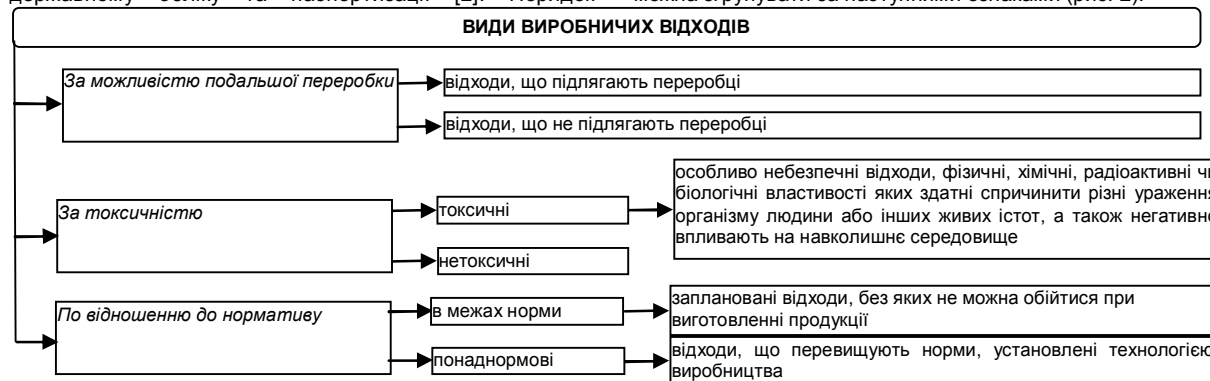 ВИДИ ВИРОБНИЧИХ ВІДХОДІВ
За можливістю подальшої переробки
відходи, що підлягають переробці
відходи, що не підлягають переробці
За токсичністю
токсичні
особливо небезпечні відходи, фізичні, хімічні, радіоактивні
біологічні властивості яких здатні спричинити різні ураження
організму людини або інших живих істот, а також негативно
впливають на навколишнє середовище
нетоксичні
По відношенню до нормативу
в межах норми
заплановані відходи, без яких не можна обійтися при
виготовленні продукції
понаднормові
відходи, що перевищують норми, установлені технологією
виробництва